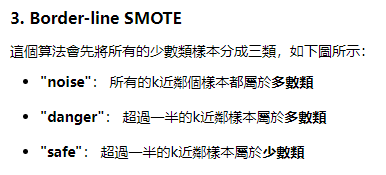 3. Border-line SMOTE
這個算法會先將所有的少數類樣本分成三類，如下圖所示：
• "noise"： 所有的k近鄰個樣本都屬於多數類
• "danger"： 超過一半的k近鄰樣本屬於多數類
• "safe"： 超過一半的k近鄰樣本屬於少數類